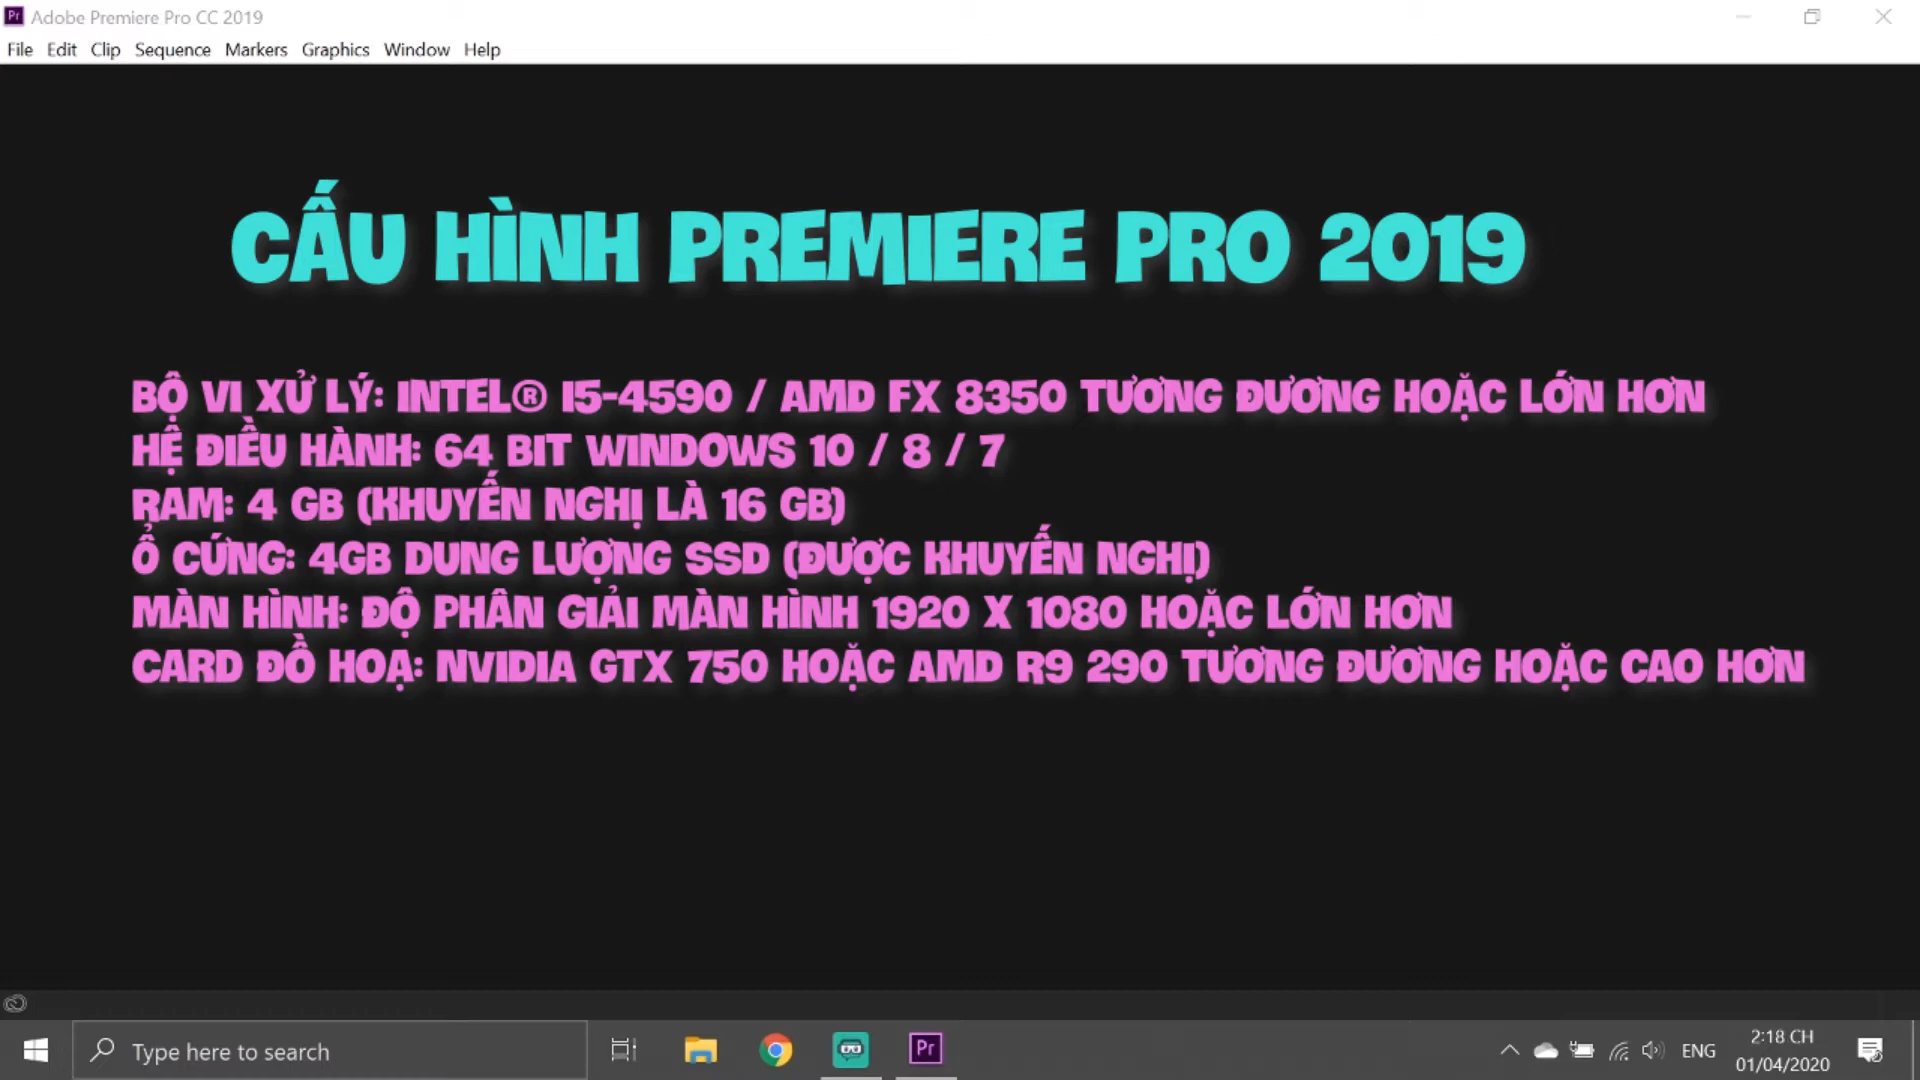 Pr Adobe Premiere Pro CC 2019
File Edit Clip Sequence Markers Graphics Window Help
CẤU HÌNH PREMIERE PRO 2019
BỘ VI XỬ LÝ: INTEL® I5-4590 / AMD FX 8350 TƯƠNG ĐƯƠNG HOẶC LỚN HƠN
HỆ ĐIỀU HÀNH: 64 BIT WINDOWS 10 / 8 / 7
RAM: 4 GB (KHUYẾN NGHỊ LÀ 16 GB)
Ổ CỨNG: 4GB DUNG LƯỢNG SSD (ĐƯỢC KHUYẾN NGHỊ)
MÀN HÌNH: ĐỘ PHÂN GIẢI MÀN HÌNH 1920 X 1080 HOẶC LỚN HƠN
CARD ĐỒ HOẠ: NVIDIA GTX 750 HOẶC AMD R9 290 TƯƠNG ĐƯƠNG HOẶC CAO HƠN
Type here to search
Pr
ENG
2:18 CH
01/04/2020